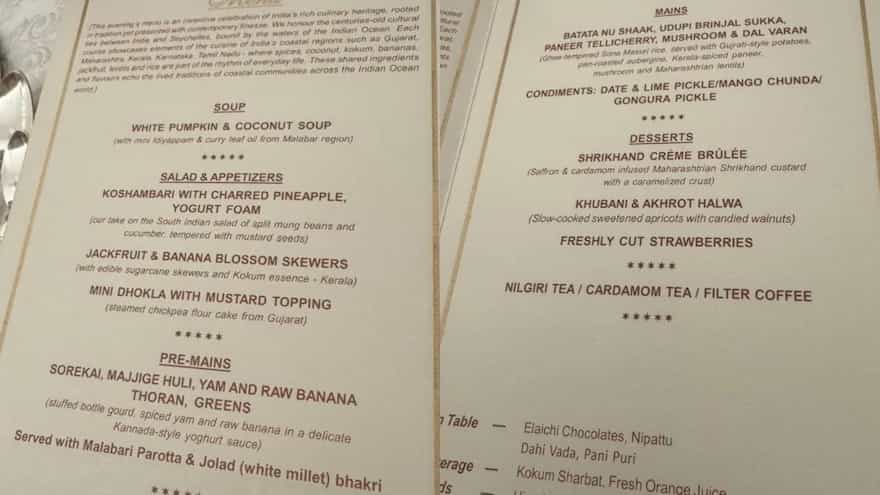 Menu
(This evening's menu is an inventive celebration of India's rich culinary heritage, rooted
in tradition yet presented with contemporary finesse. We honour the centuries-old cultural
ties between India and Seychelles, bound by the waters of the Indian Ocean. Each
course showcases elements of the cuisine of India's coastal regions such as Gujarat,
Maharashtra, Kerala, Karnataka, Tamil Nadu - where spices, coconut, kokum, bananas,
jackfruit, lentils and rice are part of the rhythm of everyday life. These shared ingredients
and flavours echo the lived traditions of coastal communities across the Indian Ocean
world.)
SOUP
WHITE PUMPKIN & COCONUT SOUP
(with mini Idiyappam & curry leaf oil from Malabar region)
*****
SALAD & APPETIZERS
KOSHAMBARI WITH CHARRED PINEAPPLE,
YOGURT FOAM
(our take on the South Indian salad of split mung beans and
cucumber, tempered with mustard seeds)
JACKFRUIT & BANANA BLOSSOM SKEWERS
(with edible sugarcane skewers and Kokum essence - Kerala)
MINI DHOKLA WITH MUSTARD TOPPING
(steamed chickpea flour cake from Gujarat)
*****
PRE-MAINS
SOREKAI, MAJJIGE HULI, YAM AND RAW BANANA
THORAN, GREENS
(stuffed bottle gourd, spiced yam and raw banana in a delicate
Kannada-style yoghurt sauce)
Served with Malabari Parotta & Jolad (white millet) bhakri
*****
MAINS
BATATA NU SHAAK, UDUPI BRINJAL SUKKA,
PANEER TELLICHERRY, MUSHROOM & DAL VARAN
(Ghee-tempered Sona Masuri rice, served with Gujrati-style potatoes,
pan-roasted aubergine, Kerala-spiced paneer,
mushroom and Maharashtrian lentils)
CONDIMENTS: DATE & LIME PICKLE/MANGO CHUNDA/
GONGURA PICKLE
*****
DESSERTS
SHRIKHAND CRÉME BRÛLÉE
(Saffron & cardamom infused Maharashtrian Shrikhand custard
with a caramelized crust)
KHUBANI & AKHROT HALWA
(Slow-cooked sweetened apricots with candied walnuts)
FRESHLY CUT STRAWBERRIES
*****
NILGIRI TEA / CARDAMOM TEA / FILTER COFFEE
*****
Table — Elaichi Chocolates, Nipattu
Dahi Vada, Pani Puri
— Kokum Sharbat, Fresh Orange Juice